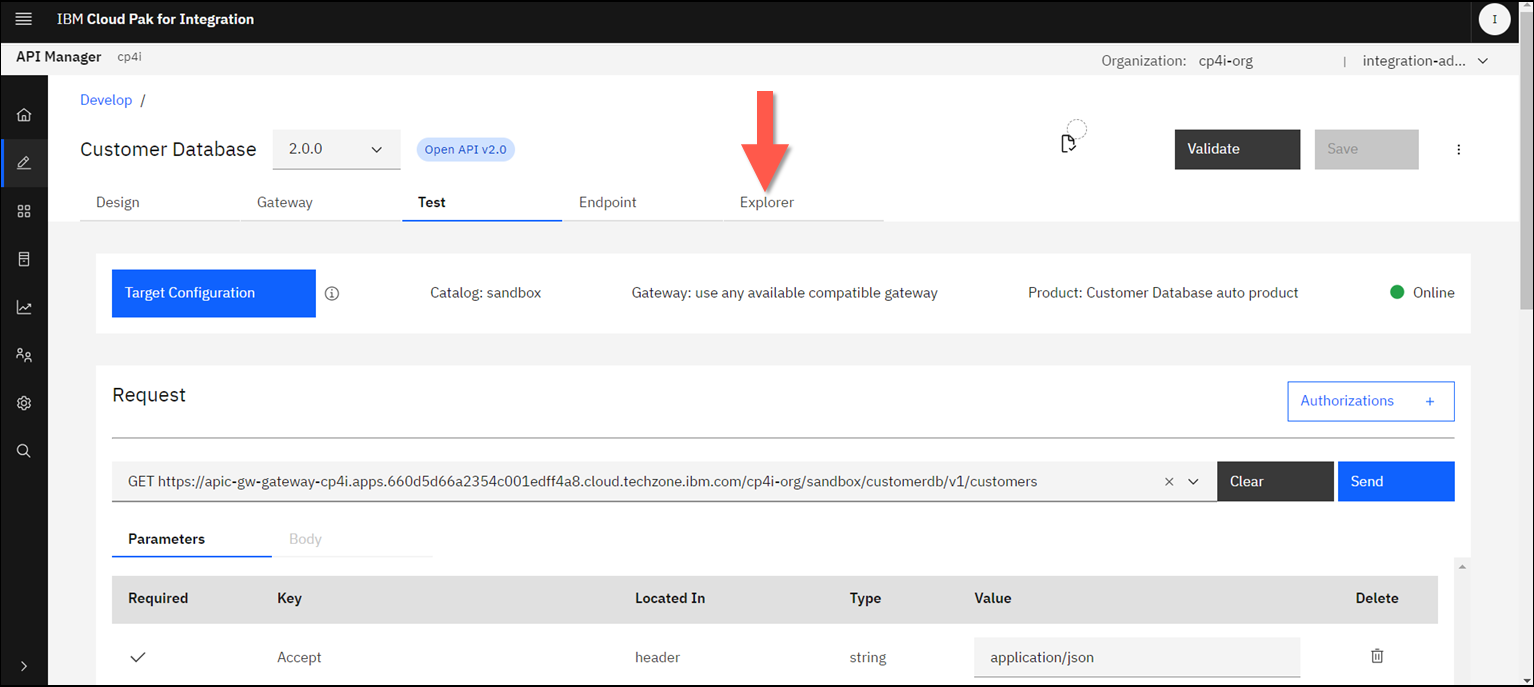 IBM Cloud Pak for Integration
I
API Manager cp4i
Organization: cp4i-org | integration-ad...
Develop /
Customer Database 2.0.0 Open API v2.0
Validate Save
Design Gateway Test Endpoint Explorer
Target Configuration Catalog: sandbox Gateway: use any available compatible gateway Product: Customer Database auto product Online
Request
Authorizations +
GET https://apic-gw-gateway-cp4i.apps.660d5d66a2354c001edff4a8.cloud.techzone.ibm.com/cp4i-org/sandbox/customerdb/v1/customers Clear Send
Parameters Body
Required Key Located In Type Value Delete
Accept header string application/json